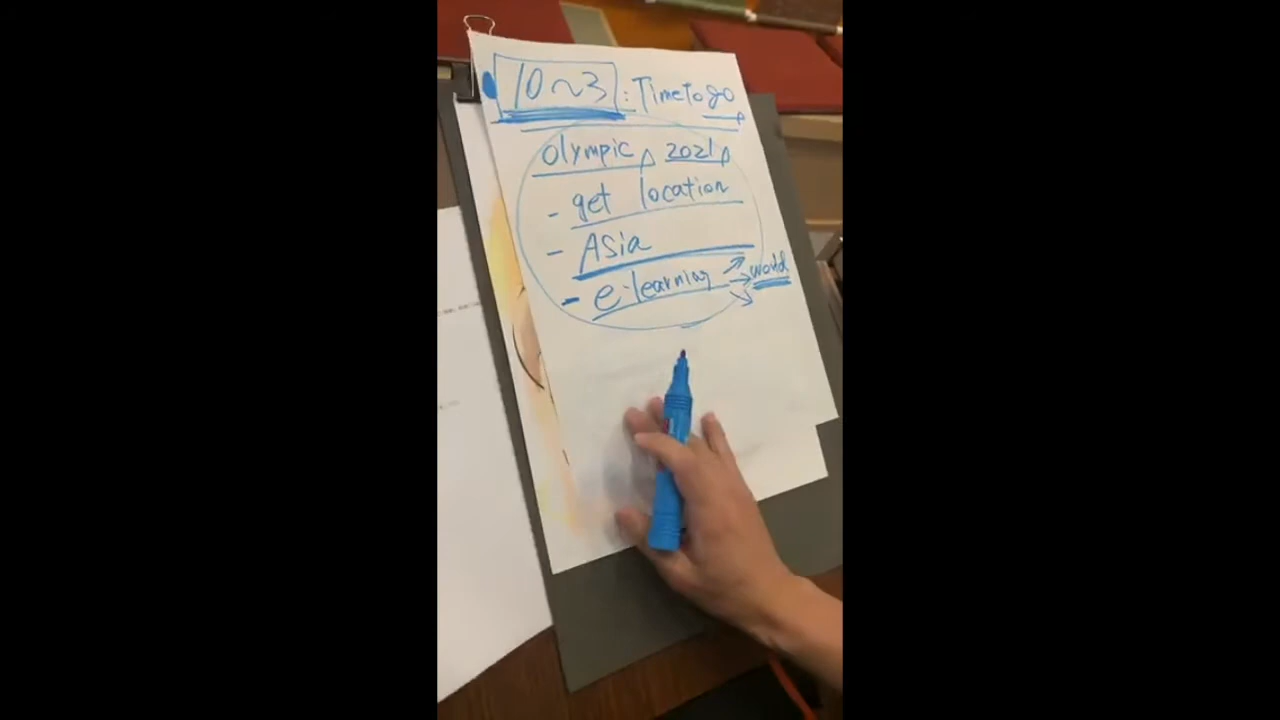 10~3 : Time To go
olympic, 2021,
- get location
- Asia
- e-learning → world